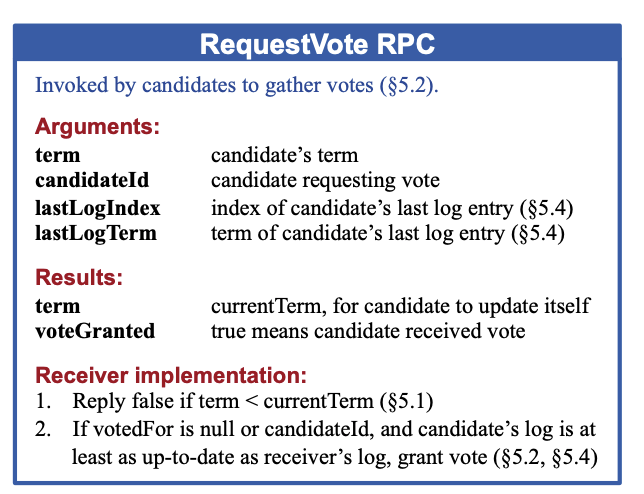 RequestVote RPC
Invoked by candidates to gather votes (§5.2).
Arguments:
term candidate’s term
candidateId candidate requesting vote
lastLogIndex index of candidate’s last log entry (§5.4)
lastLogTerm term of candidate’s last log entry (§5.4)
Results:
term currentTerm, for candidate to update itself
voteGranted true means candidate received vote
Receiver implementation:
1. Reply false if term < currentTerm (§5.1)
2. If votedFor is null or candidateId, and candidate’s log is at
least as up-to-date as receiver’s log, grant vote (§5.2, §5.4)